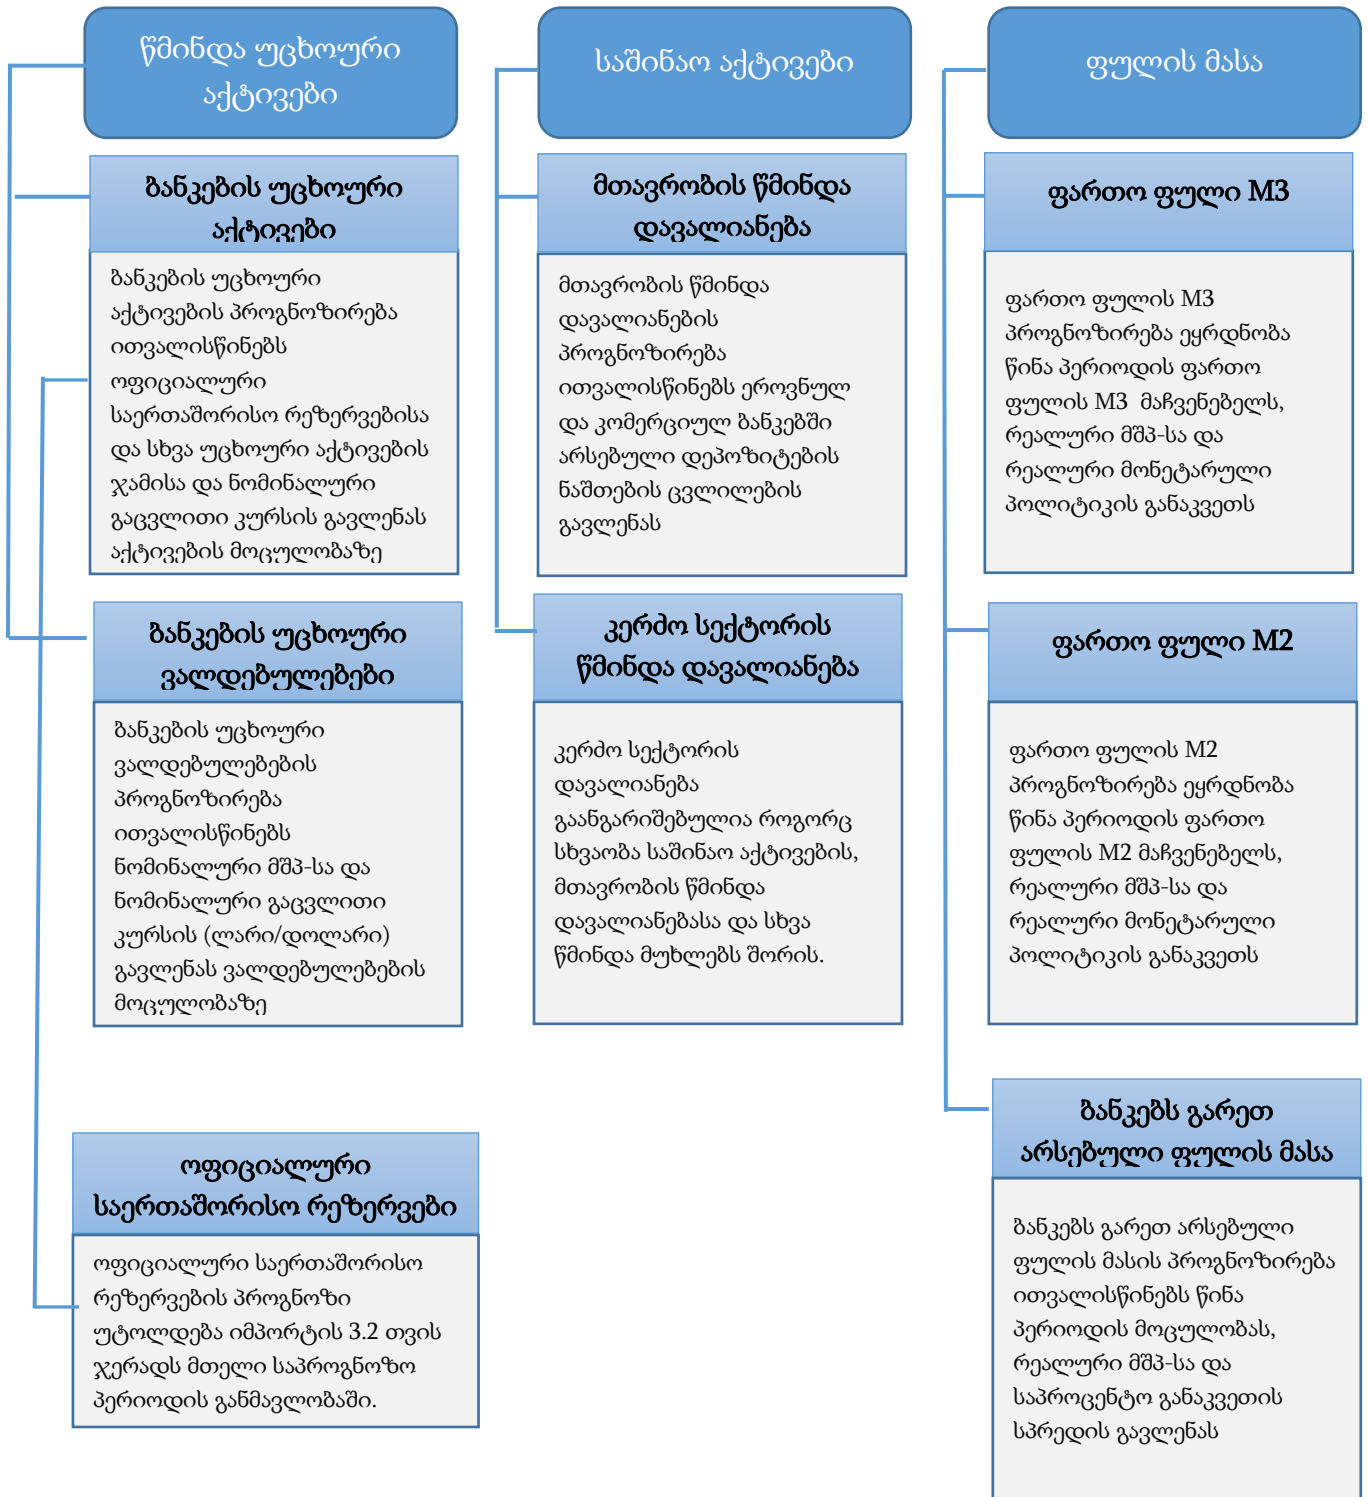 წმინდა უცხოური
აქტივები
ბანკების უცხოური
აქტივები
ბანკების უცხოური
აქტივების პროგნოზირება
ითვალისწინებს
ოფიციალური
საერთაშორისო რეზერვებისა
და სხვა უცხოური აქტივების
ჯამისა და ნომინალური
გაცვლითი კურსის გავლენას
აქტივების მოცულობაზე
ბანკების უცხოური
ვალდებულებები
ბანკების უცხოური
ვალდებულებების
პროგნოზირება
ითვალისწინებს
ნომინალური მშპ-სა და
ნომინალური გაცვლითი
კურსის (ლარი/დოლარი)
გავლენას ვალდებულებების
მოცულობაზე
ოფიციალური
საერთაშორისო რეზერვები
ოფიციალური საერთაშორისო
რეზერვების პროგნოზი
უტოლდება იმპორტის 3.2 თვის
ჯერადს მთელი საპროგნოზო
პერიოდის განმავლობაში.
საშინაო აქტივები
მთავრობის წმინდა
დავალიანება
მთავრობის წმინდა
დავალიანების
პროგნოზირება
ითვალისწინებს ეროვნულ
და კომერციულ ბანკებში
არსებული დეპოზიტების
ნაშთების ცვლილების
გავლენას
კერძო სექტორის
წმინდა დავალიანება
კერძო სექტორის
დავალიანება
გაანგარიშებულია როგორც
სხვაობა საშინაო აქტივების,
მთავრობის წმინდა
დავალიანებასა და სხვა
წმინდა მუხლებს შორის.
ფულის მასა
ფართო ფული M3
ფართო ფულის M3
პროგნოზირება ეყრდნობა
წინა პერიოდის ფართო
ფულის M3 მაჩვენებელს,
რეალური მშპ-სა და
რეალური მონეტარული
პოლიტიკის განაკვეთს
ფართო ფული M2
ფართო ფულის M2
პროგნოზირება ეყრდნობა
წინა პერიოდის ფართო
ფულის M2 მაჩვენებელს,
რეალური მშპ-სა და
რეალური მონეტარული
პოლიტიკის განაკვეთს
ბანკებს გარეთ
არსებული ფულის მასა
ბანკებს გარეთ არსებული
ფულის მასის პროგნოზირება
ითვალისწინებს წინა
პერიოდის მოცულობას,
რეალური მშპ-სა და
საპროცენტო განაკვეთის
სპრედის გავლენას